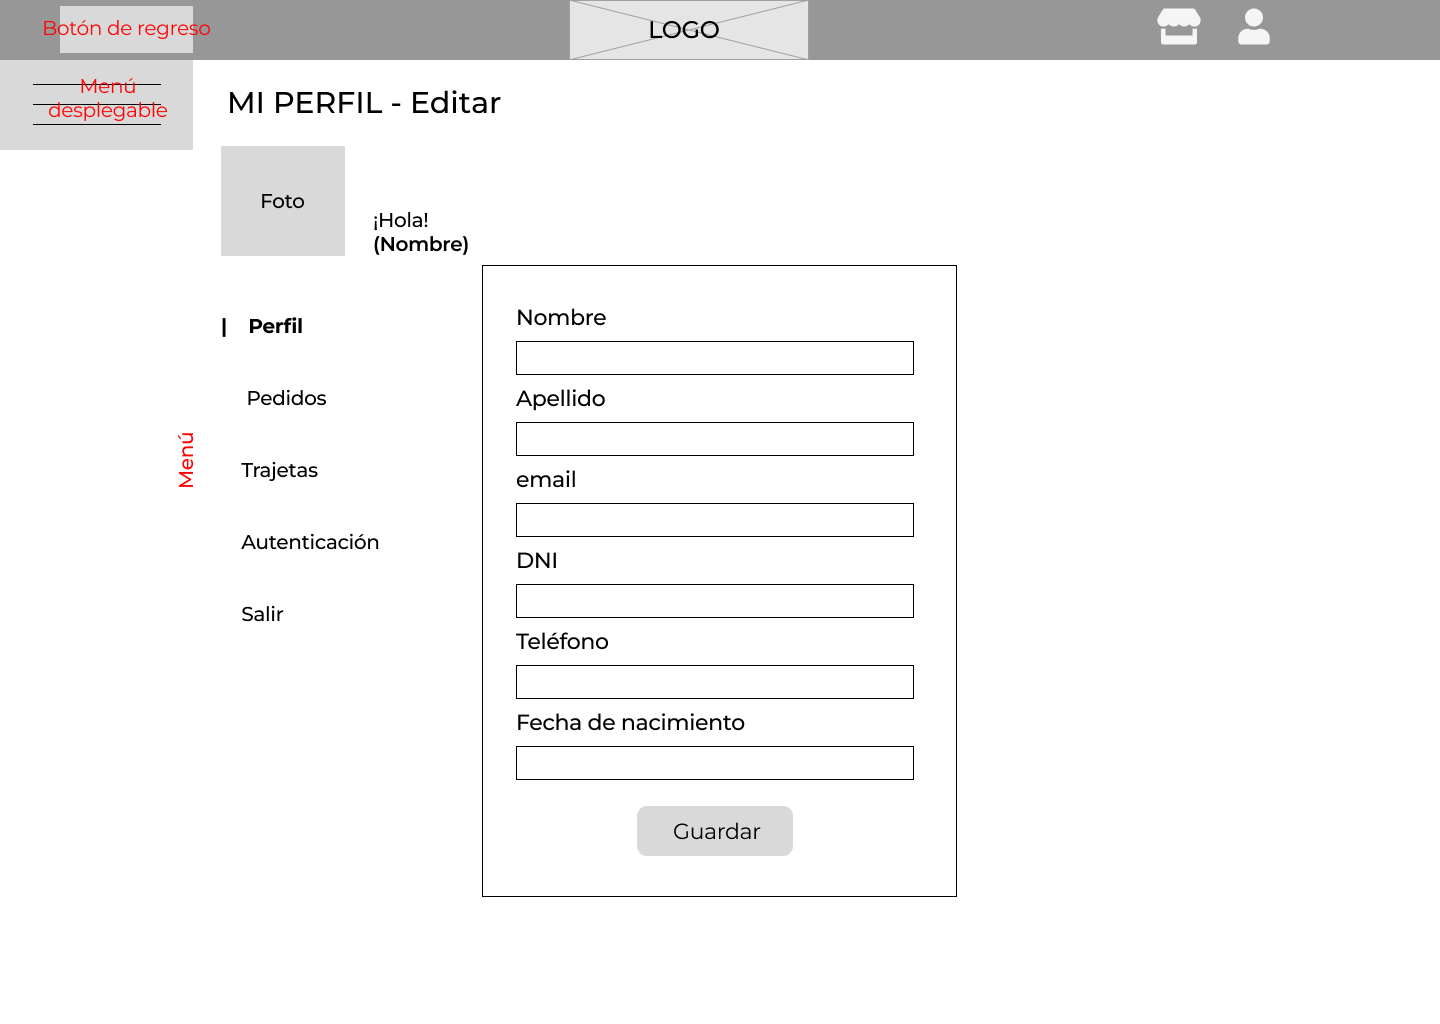 Botón de regreso
LOGO
Menú
desplegable
MI PERFIL - Editar
Foto
¡Hola!
(Nombre)
| Perfil
Pedidos
Trajetas
Autenticación
Salir
Menú
Nombre
Apellido
email
DNI
Teléfono
Fecha de nacimiento
Guardar